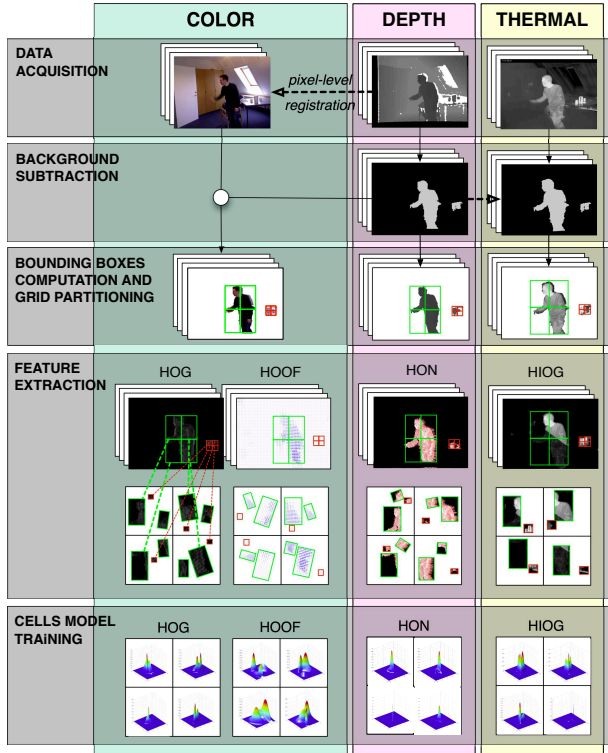 COLOR DEPTH THERMAL
DATA
ACQUISITION
pixel-level
registration
BACKGROUND
SUBTRACTION
BOUNDING BOXES
COMPUTATION AND
GRID PARTITIONING
FEATURE
EXTRACTION
HOG HOOF HON HIOG
CELLS MODEL
TRAiNING
HOG HOOF HON HIOG